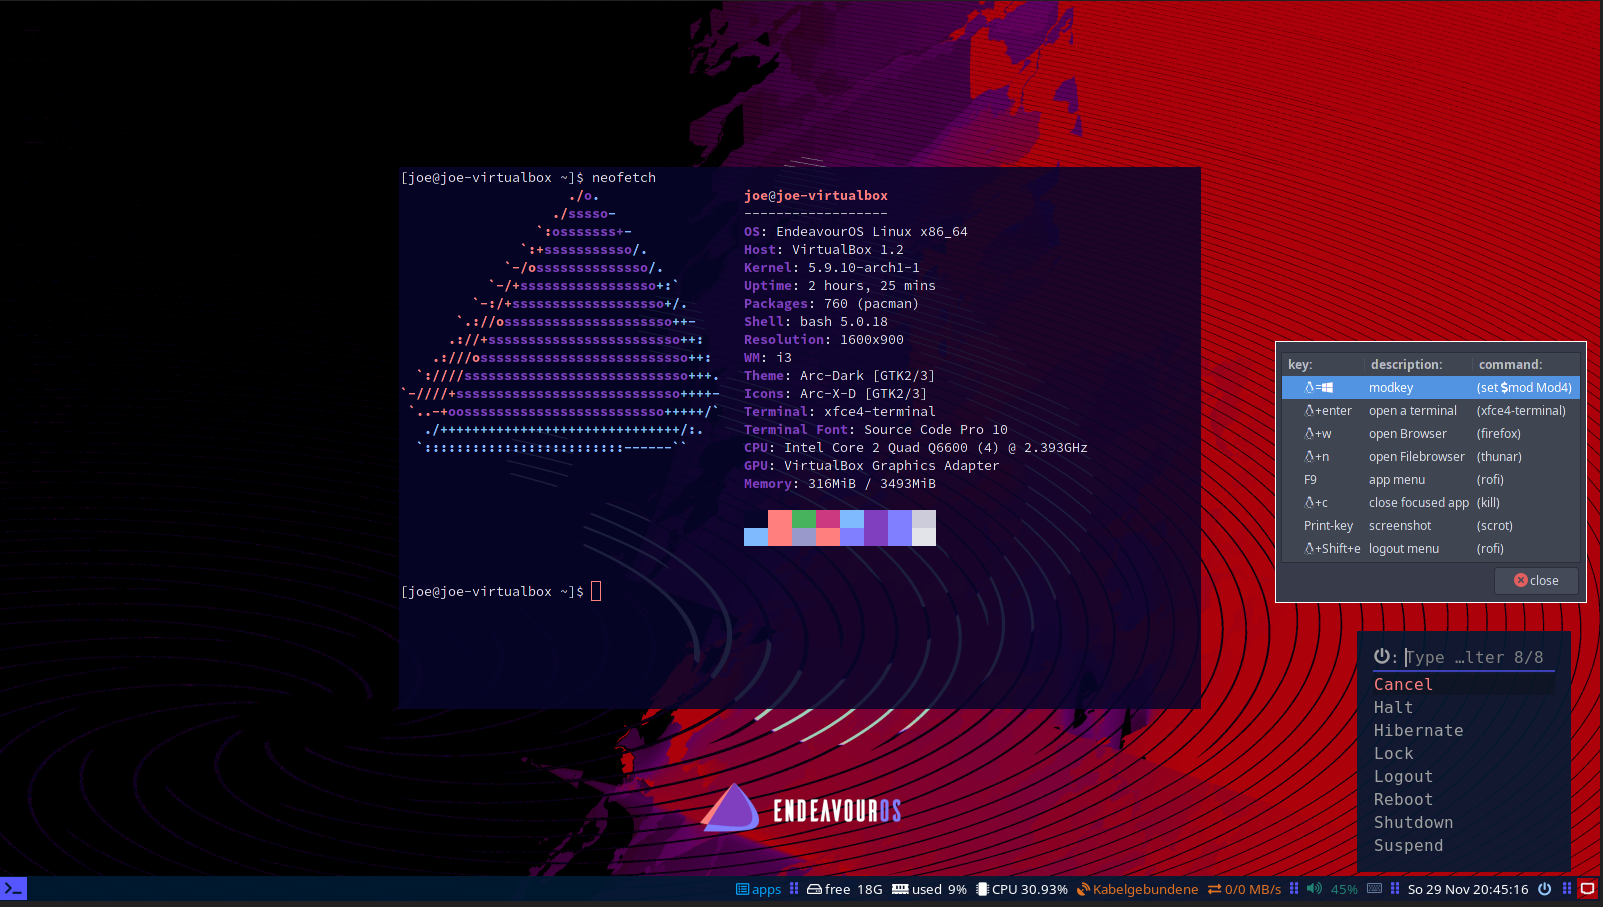 [joe@joe-virtualbox ~]$ neofetch
./o.
./sssso-
`:osssssss+-
`:+sssssssssso/.
`-/ossssssssssssso/.
`-/+sssssssssssssssso+:`
`-:/+sssssssssssssssssso+/.
`.://osssssssssssssssssssso++-
.://+ssssssssssssssssssssssso++:
.:///ossssssssssssssssssssssssso++:
`:////ssssssssssssssssssssssssssso+++.
`-////+ssssssssssssssssssssssssssso++++-
`..-+oosssssssssssssssssssssssso+++++/`
./++++++++++++++++++++++++++++++/:.
`:::::::::::::::::::::::::------``
joe@joe-virtualbox
------------------
OS: EndeavourOS Linux x86_64
Host: VirtualBox 1.2
Kernel: 5.9.10-arch1-1
Uptime: 2 hours, 25 mins
Packages: 760 (pacman)
Shell: bash 5.0.18
Resolution: 1600x900
WM: i3
Theme: Arc-Dark [GTK2/3]
Icons: Arc-X-D [GTK2/3]
Terminal: xfce4-terminal
Terminal Font: Source Code Pro 10
CPU: Intel Core 2 Quad Q6600 (4) @ 2.393GHz
GPU: VirtualBox Graphics Adapter
Memory: 316MiB / 3493MiB
[joe@joe-virtualbox ~]$
key: description: command:
= modkey (set $mod Mod4)
+enter open a terminal (xfce4-terminal)
+w open Browser (firefox)
+n open Filebrowser (thunar)
F9 app menu (rofi)
+c close focused app (kill)
Print-key screenshot (scrot)
+Shift+e logout menu (rofi)
close
: Type …lter 8/8
Cancel
Halt
Hibernate
Lock
Logout
Reboot
Shutdown
Suspend
ENDEAVOUROS
>_ apps free 18G used 9% CPU 30.93% Kabelgebundene 0/0 MB/s 45% So 29 Nov 20:45:16